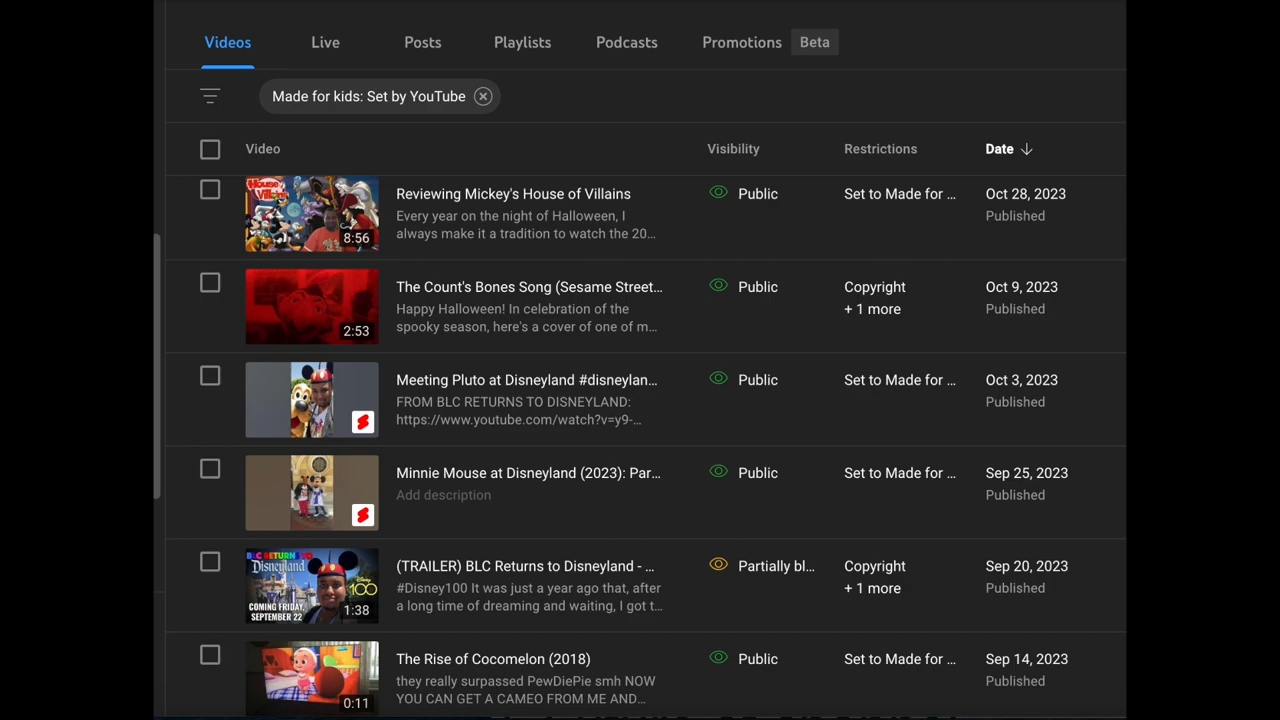 Videos
Live
Posts
Playlists
Podcasts
Promotions
Beta
Made for kids: Set by YouTube
Video
Visibility
Restrictions
Date
House
8:56
Reviewing Mickey's House of Villains
Every year on the night of Halloween, I
always make it a tradition to watch the 20...
Public
Set to Made for ...
Oct 28, 2023
Published
2:53
The Count's Bones Song (Sesame Street...
Happy Halloween! In celebration of the
spooky season, here's a cover of one of m...
Public
Copyright
+ 1 more
Oct 9, 2023
Published
Meeting Pluto at Disneyland #disneylan...
FROM BLC RETURNS TO DISNEYLAND:
https://www.youtube.com/watch?v=y9-...
Public
Set to Made for ...
Oct 3, 2023
Published
Minnie Mouse at Disneyland (2023): Par...
Add description
Public
Set to Made for ...
Sep 25, 2023
Published
BLC RETURNS TO
Disneyland
Disney
100
COMING FRIDAY,
SEPTEMBER 22
1:38
(TRAILER) BLC Returns to Disneyland - ...
#Disney100 It was just a year ago that, after
a long time of dreaming and waiting, I got t...
Partially bl...
Copyright
+ 1 more
Sep 20, 2023
Published
0:11
The Rise of Cocomelon (2018)
they really surpassed PewDiePie smh NOW
YOU CAN GET A CAMEO FROM ME AND...
Public
Set to Made for ...
Sep 14, 2023
Published